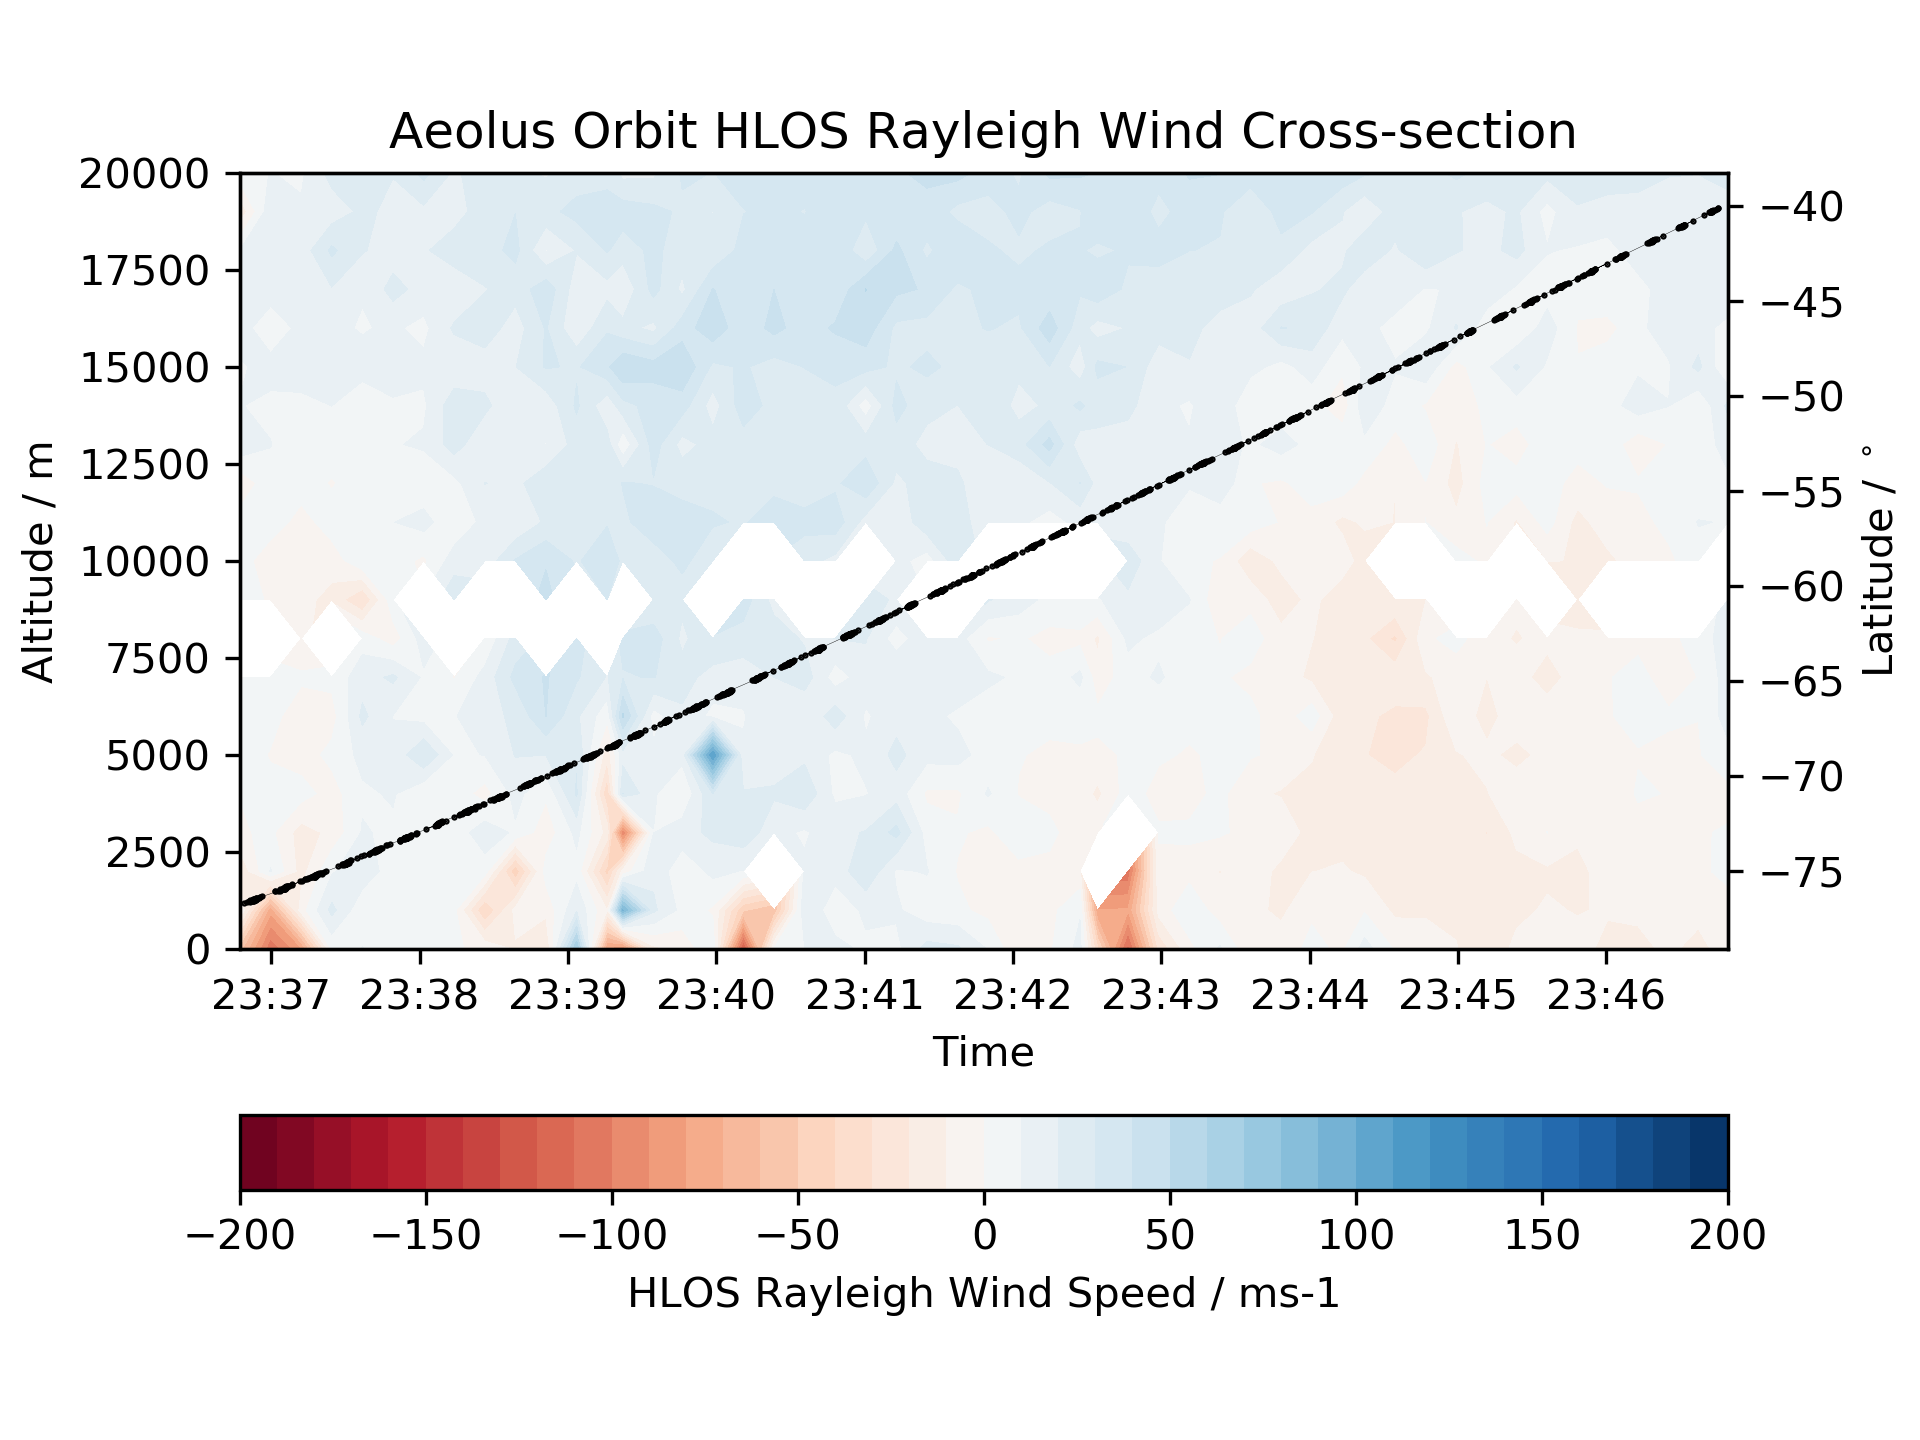 Aeolus Orbit HLOS Rayleigh Wind Cross-section
20000
17500
15000
12500
10000
7500
5000
2500
0
Altitude / m
−40
−45
−50
−55
−60
−65
−70
−75
Latitude / °
23:37 23:38 23:39 23:40 23:41 23:42 23:43 23:44 23:45 23:46
Time
−200 −150 −100 −50 0 50 100 150 200
HLOS Rayleigh Wind Speed / ms-1